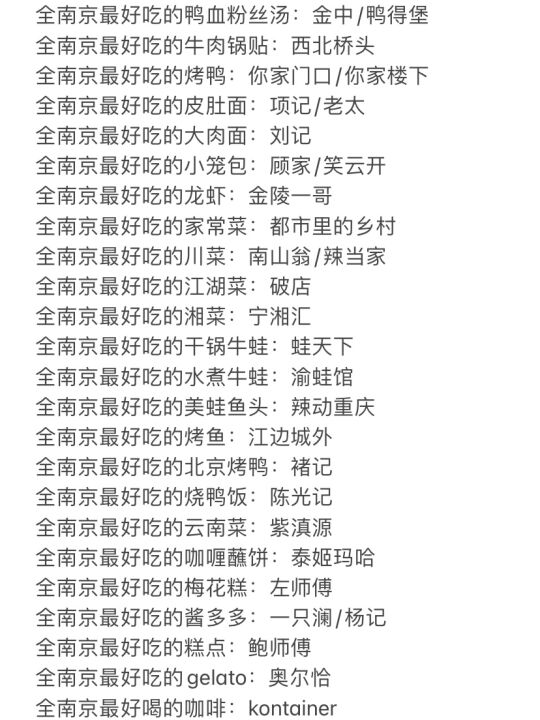 全南京最好吃的鸭血粉丝汤：金中/鸭得堡
全南京最好吃的牛肉锅贴：西北桥头
全南京最好吃的烤鸭：你家门口/你家楼下
全南京最好吃的皮肚面：项记/老太
全南京最好吃的大肉面：刘记
全南京最好吃的小笼包：顾家/笑云开
全南京最好吃的龙虾：金陵一哥
全南京最好吃的家常菜：都市里的乡村
全南京最好吃的川菜：南山翁/辣当家
全南京最好吃的江湖菜：破店
全南京最好吃的湘菜：宁湘汇
全南京最好吃的干锅牛蛙：蛙天下
全南京最好吃的水煮牛蛙：渝蛙馆
全南京最好吃的美蛙鱼头：辣动重庆
全南京最好吃的烤鱼：江边城外
全南京最好吃的北京烤鸭：褚记
全南京最好吃的烧鸭饭：陈光记
全南京最好吃的云南菜：紫滇源
全南京最好吃的咖喱蘸饼：泰姬玛哈
全南京最好吃的梅花糕：左师傅
全南京最好吃的酱多多：一只澜/杨记
全南京最好吃的糕点：鲍师傅
全南京最好吃的gelato：奥尔恰
全南京最好喝的咖啡：kontainer